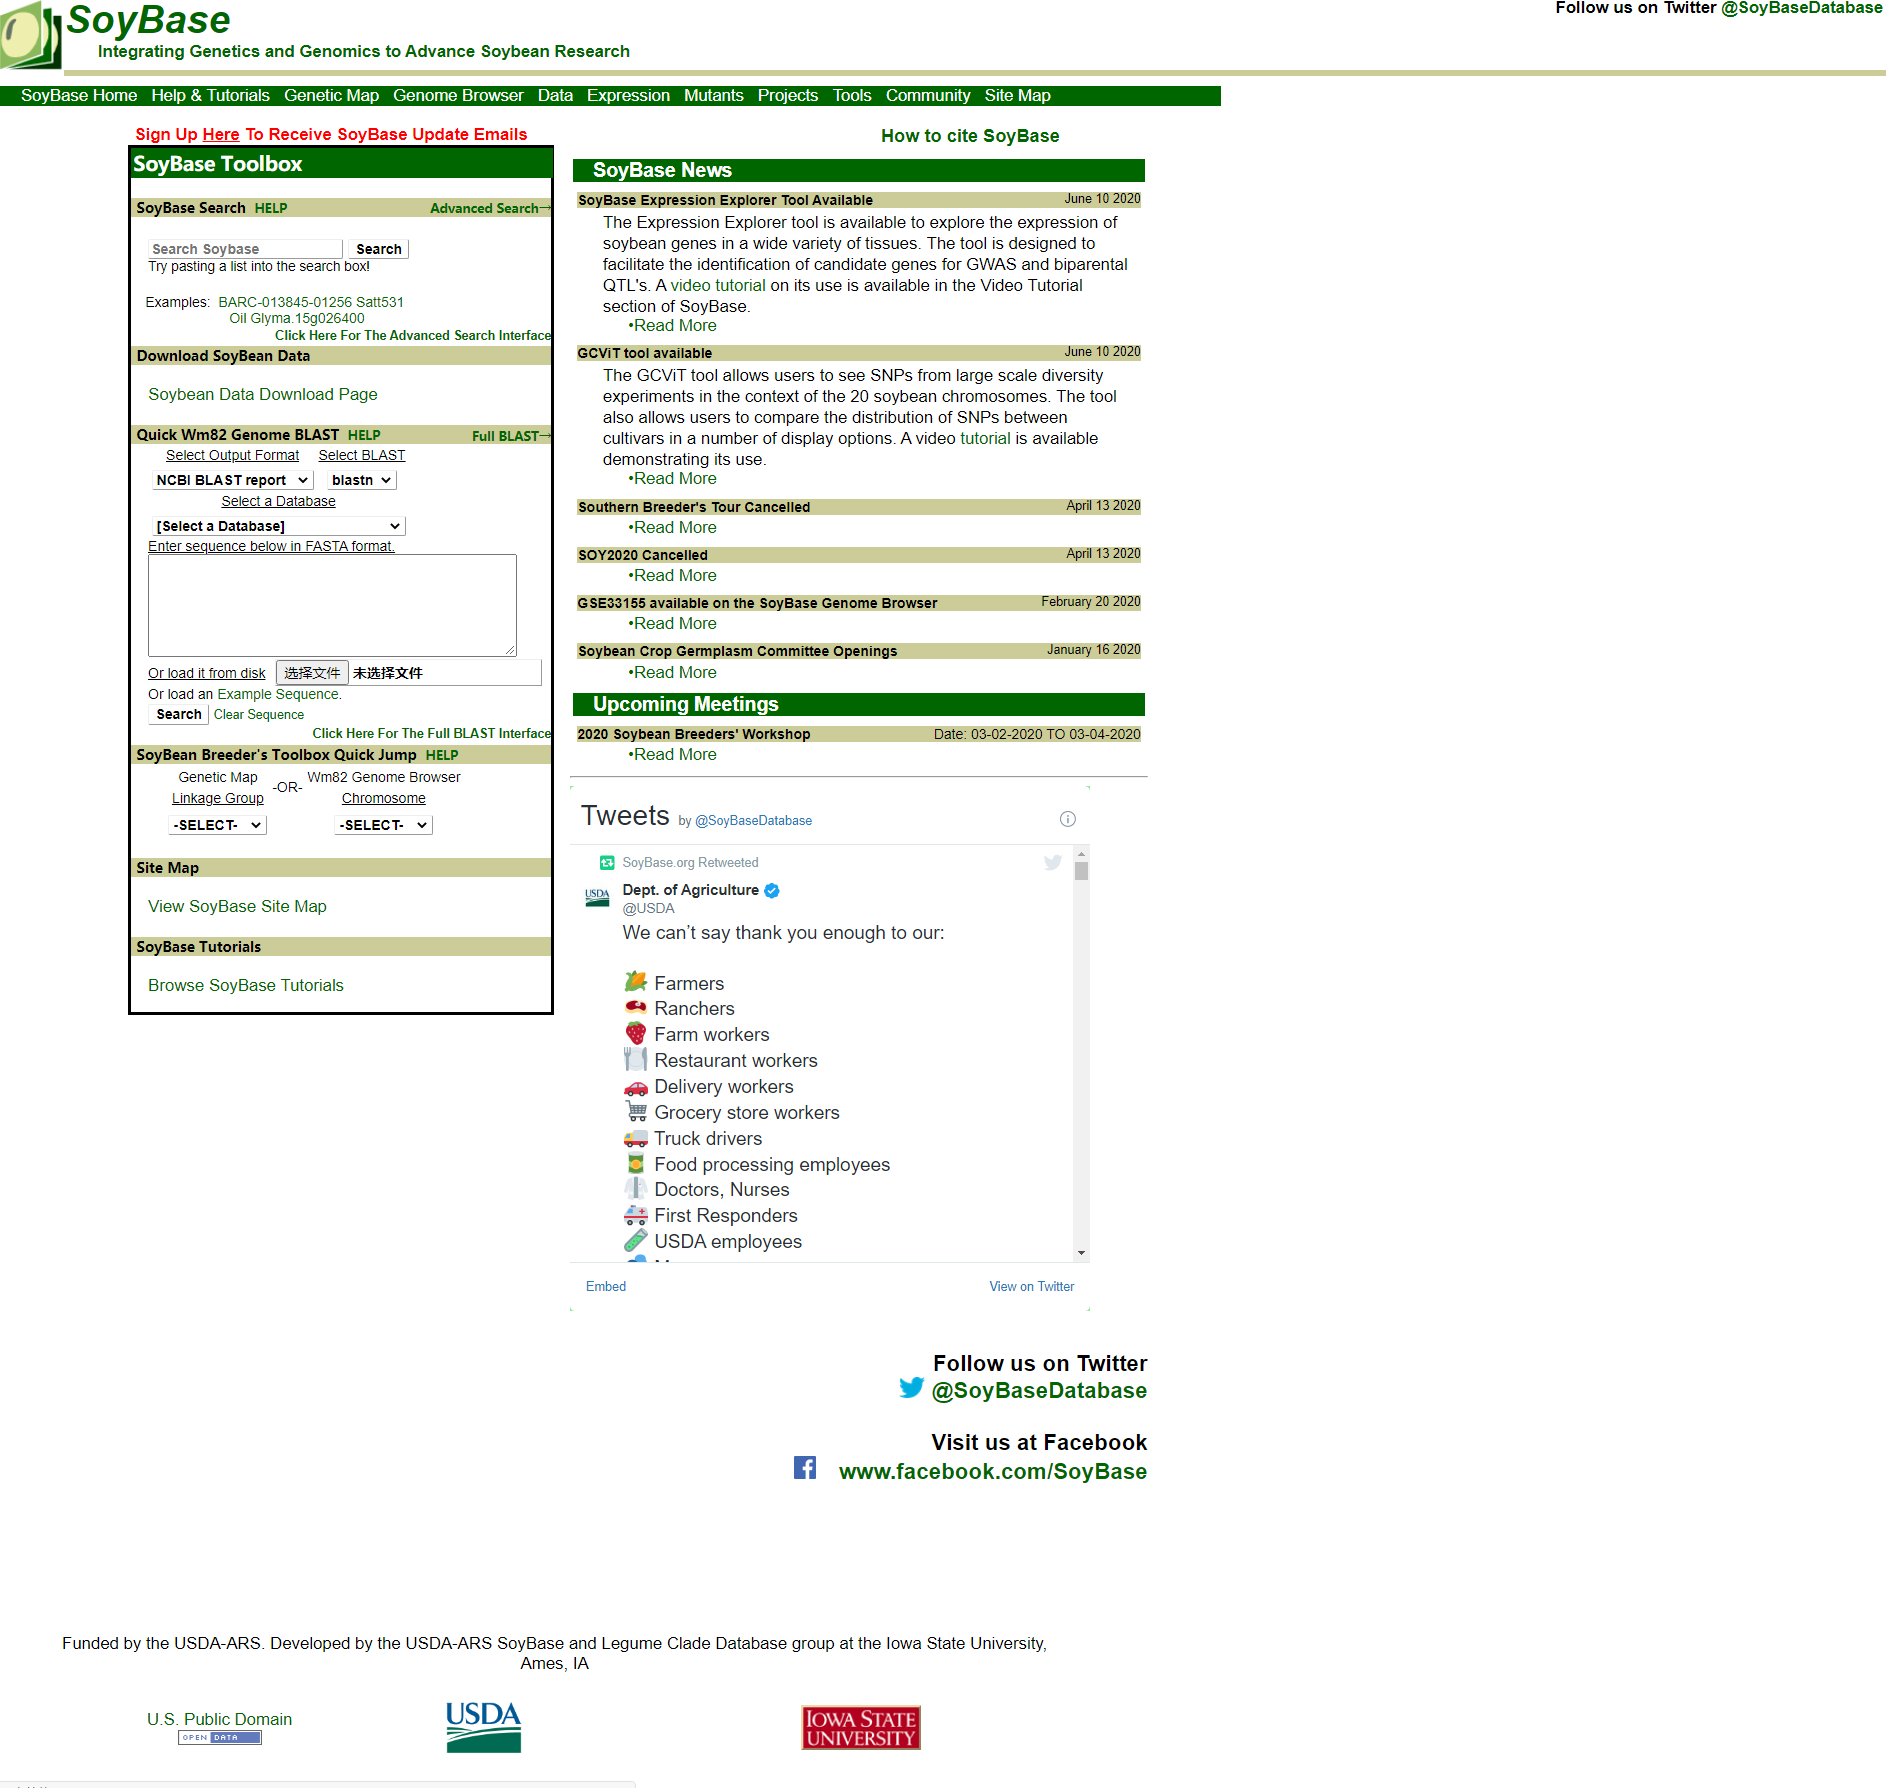 SoyBase
Integrating Genetics and Genomics to Advance Soybean Research
Follow us on Twitter @SoyBaseDatabase
SoyBase Home Help & Tutorials Genetic Map Genome Browser Data Expression Mutants Projects Tools Community Site Map
Sign Up Here To Receive SoyBase Update Emails
SoyBase Toolbox
SoyBase Search HELP Advanced Search→
Search Soybase Search
Try pasting a list into the search box!
Examples: BARC-013845-01256 Satt531
Oil Glyma.15g026400
Click Here For The Advanced Search Interface
Download SoyBean Data
Soybean Data Download Page
Quick Wm82 Genome BLAST HELP Full BLAST→
Select Output Format Select BLAST
NCBI BLAST report blastn
Select a Database
[Select a Database]
Enter sequence below in FASTA format.
Or load it from disk 选择文件 未选择文件
Or load an Example Sequence.
Search Clear Sequence
Click Here For The Full BLAST Interface
SoyBean Breeder's Toolbox Quick Jump HELP
Genetic Map -OR- Wm82 Genome Browser
Linkage Group Chromosome
-SELECT- -SELECT-
Site Map
View SoyBase Site Map
SoyBase Tutorials
Browse SoyBase Tutorials
How to cite SoyBase
SoyBase News
SoyBase Expression Explorer Tool Available June 10 2020
The Expression Explorer tool is available to explore the expression of
soybean genes in a wide variety of tissues. The tool is designed to
facilitate the identification of candidate genes for GWAS and biparental
QTL's. A video tutorial on its use is available in the Video Tutorial
section of SoyBase.
•Read More
GCViT tool available June 10 2020
The GCViT tool allows users to see SNPs from large scale diversity
experiments in the context of the 20 soybean chromosomes. The tool
also allows users to compare the distribution of SNPs between
cultivars in a number of display options. A video tutorial is available
demonstrating its use.
•Read More
Southern Breeder's Tour Cancelled April 13 2020
•Read More
SOY2020 Cancelled April 13 2020
•Read More
GSE33155 available on the SoyBase Genome Browser February 20 2020
•Read More
Soybean Crop Germplasm Committee Openings January 16 2020
•Read More
Upcoming Meetings
2020 Soybean Breeders' Workshop Date: 03-02-2020 TO 03-04-2020
•Read More
Tweets by @SoyBaseDatabase
SoyBase.org Retweeted
USDA Dept. of Agriculture
@USDA
We can’t say thank you enough to our:
Farmers
Ranchers
Farm workers
Restaurant workers
Delivery workers
Grocery store workers
Truck drivers
Food processing employees
Doctors, Nurses
First Responders
USDA employees
Embed View on Twitter
Follow us on Twitter
@SoyBaseDatabase
Visit us at Facebook
www.facebook.com/SoyBase
Funded by the USDA-ARS. Developed by the USDA-ARS SoyBase and Legume Clade Database group at the Iowa State University,
Ames, IA
U.S. Public Domain
OPEN DATA
USDA
IOWA STATE
UNIVERSITY